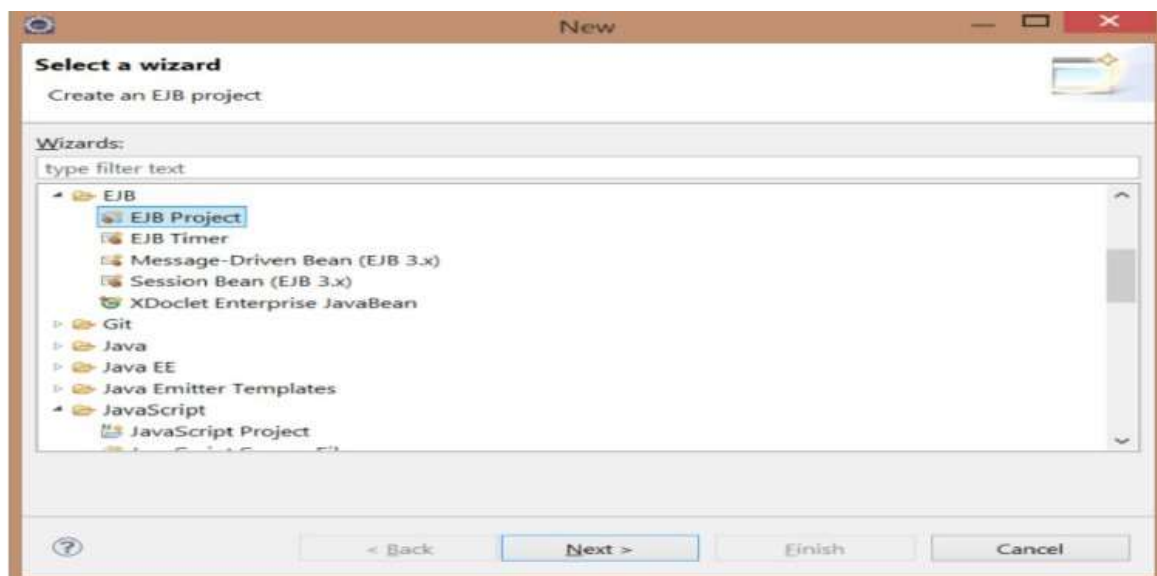 New
Select a wizard
Create an EJB project
Wizards:
type filter text
EJB
EJB Project
EJB Timer
Message-Driven Bean (EJB 3.x)
Session Bean (EJB 3.x)
XDoclet Enterprise JavaBean
Git
Java
Java EE
Java Emitter Templates
JavaScript
JavaScript Project
< Back
Next >
Finish
Cancel